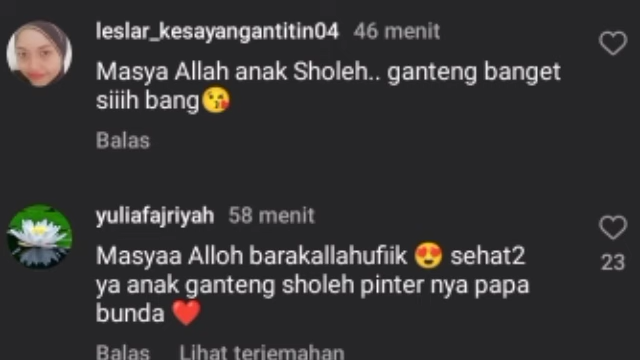 leslar_kesayangantitin04 46 menit
Masya Allah anak Sholeh.. ganteng banget
siiih bang😘
Balas
yuliafajriyah 58 menit
Masyaa Alloh barakallahufiik 😍 sehat2
ya anak ganteng sholeh pinter nya papa
bunda ❤️
23
Balas Lihat terjemahan